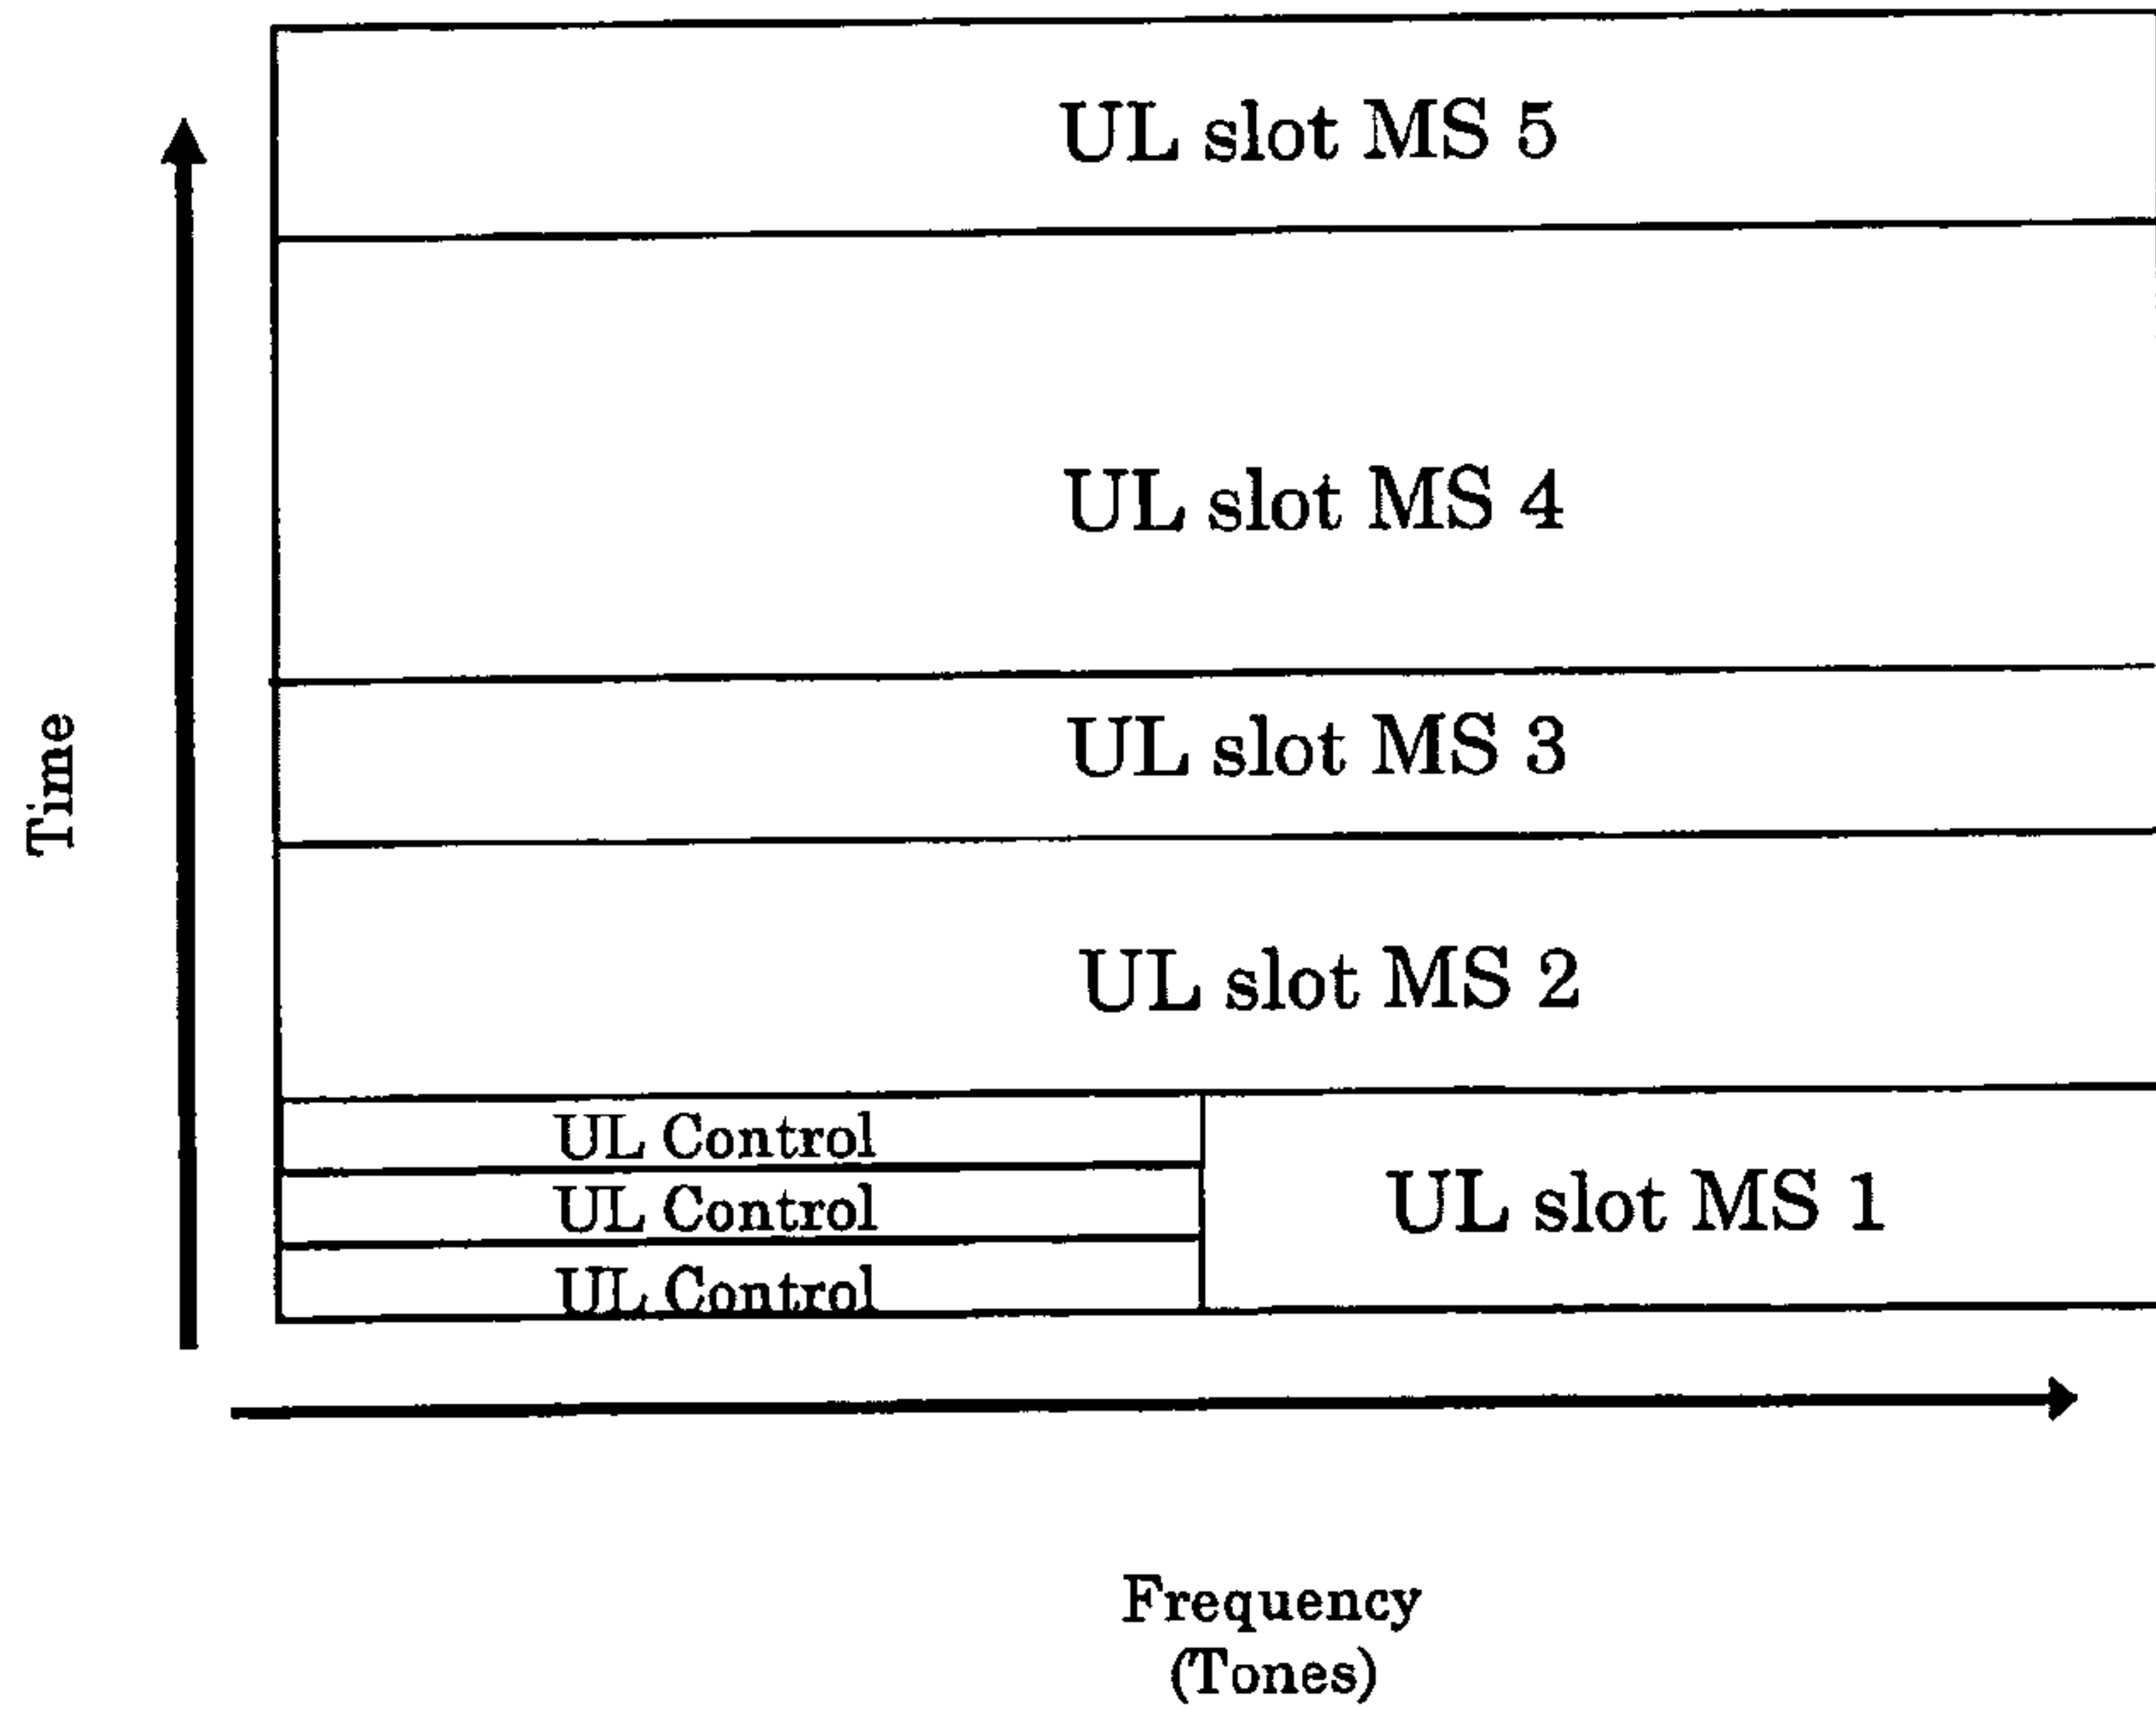 UL slot MS 5
UL slot MS 4
UL slot MS 3
Time
UL slot MS 2
UL Control
UL Control
UL slot MS 1
UL Control
Frequency
(Tones)